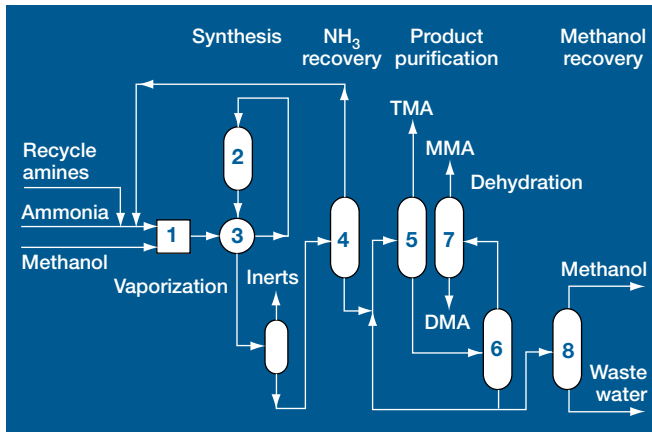 Synthesis
NH3
recovery
Product
purification
Methanol
recovery
TMA
MMA
Dehydration
Recycle
amines
Ammonia
Methanol
Vaporization
Inerts
1
2
3
4
5
7
DMA
6
8
Methanol
Waste
water